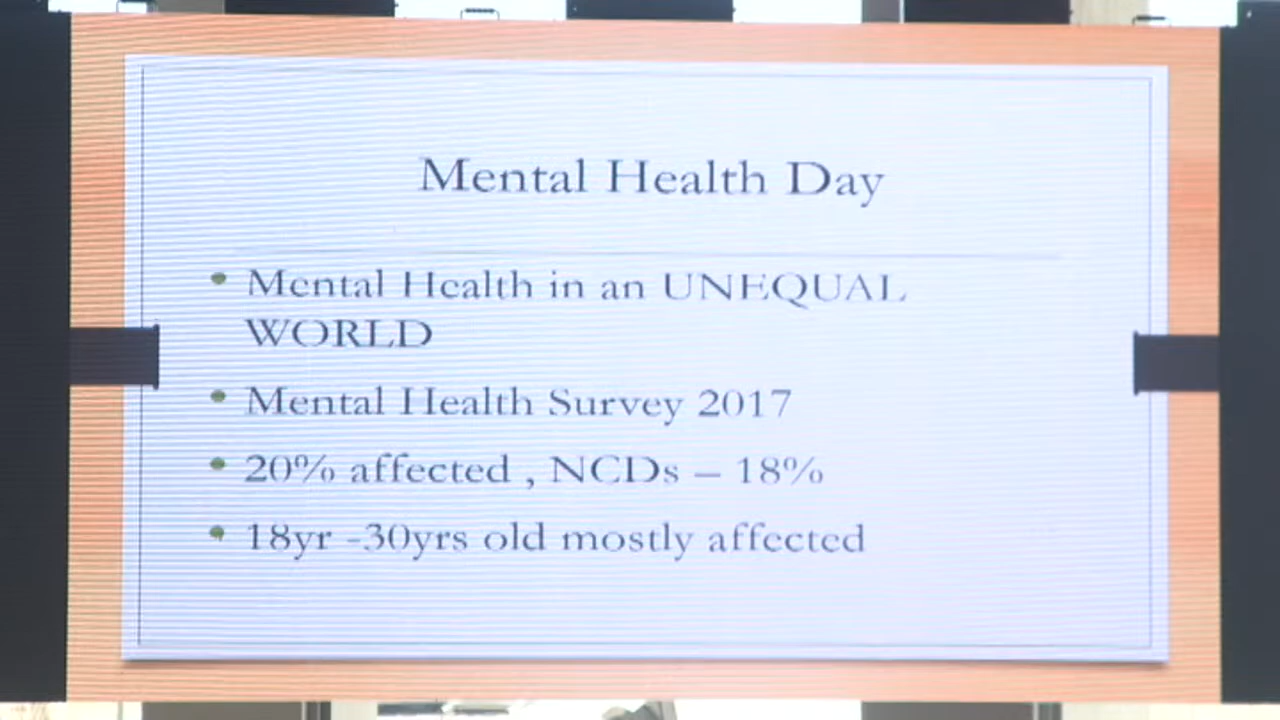 Mental Health Day
• Mental Health in an UNEQUAL
WORLD
• Mental Health Survey 2017
• 20% affected , NCDs – 18%
• 18yr -30yrs old mostly affected